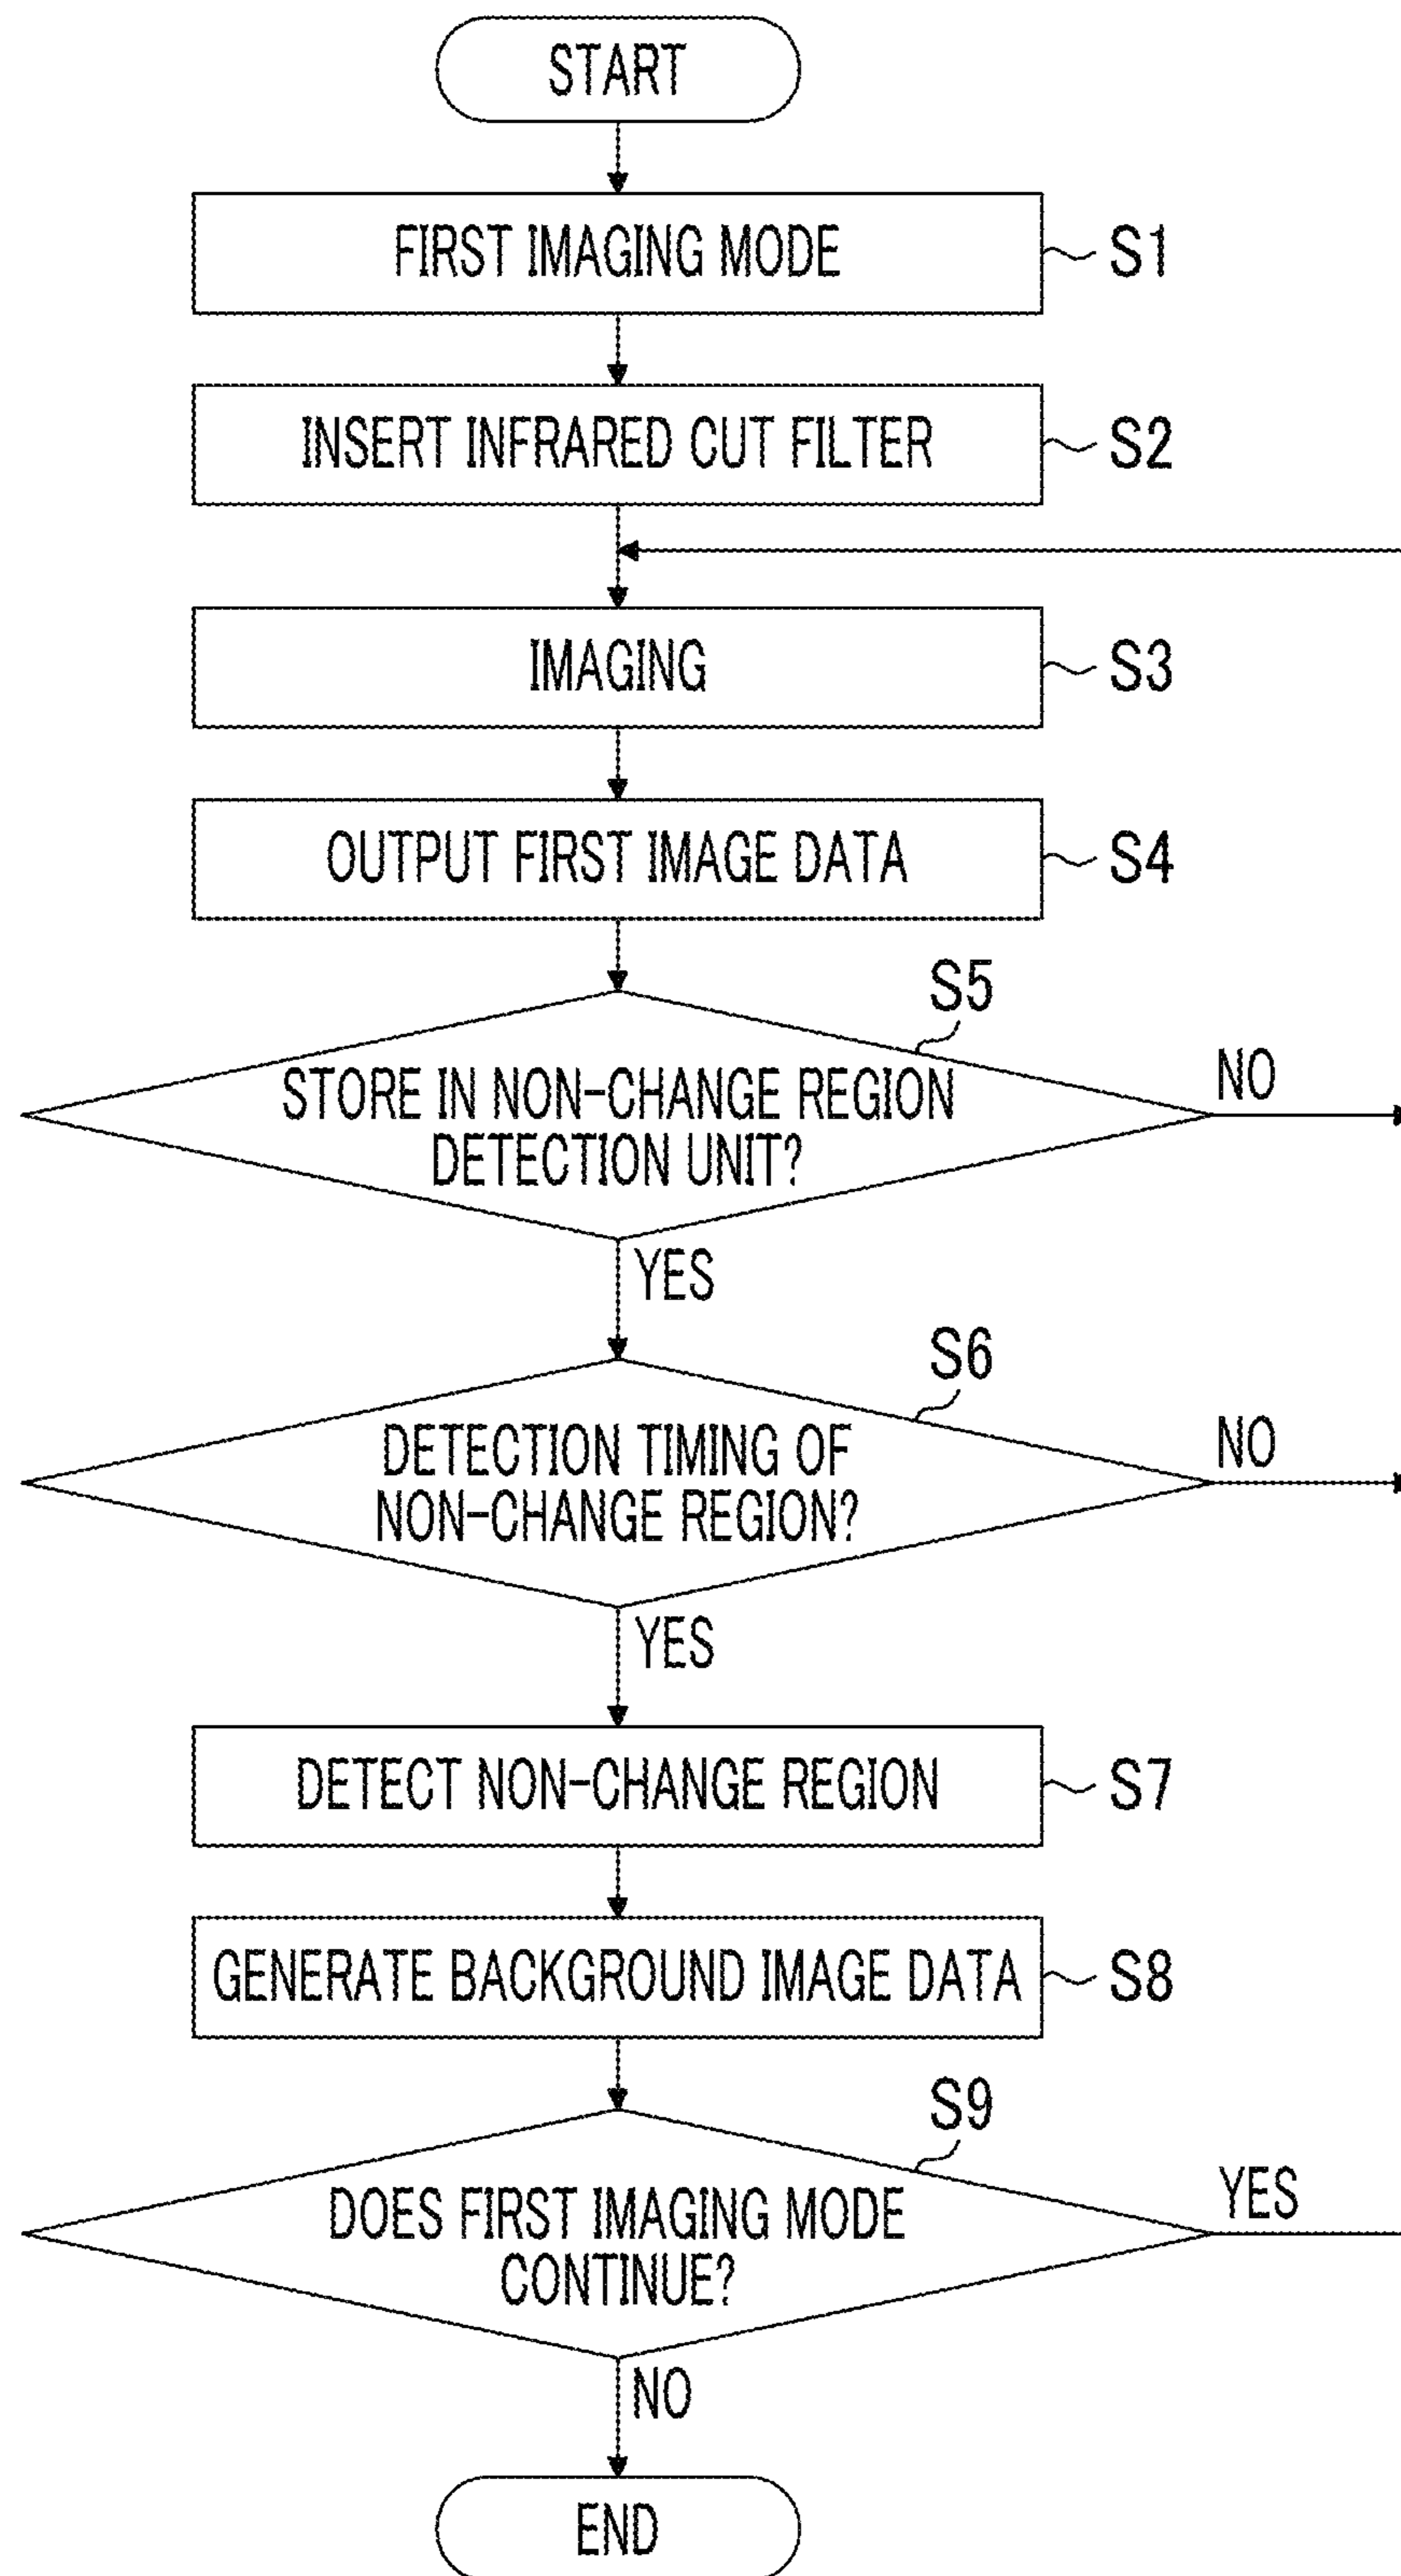 START
FIRST IMAGING MODE
S1
INSERT INFRARED CUT FILTER
S2
IMAGING
S3
OUTPUT FIRST IMAGE DATA
S4
S5
STORE IN NON-CHANGE REGION
DETECTION UNIT?
NO
YES
S6
DETECTION TIMING OF
NON-CHANGE REGION?
NO
YES
DETECT NON-CHANGE REGION
S7
GENERATE BACKGROUND IMAGE DATA
S8
S9
DOES FIRST IMAGING MODE
CONTINUE?
YES
NO
END